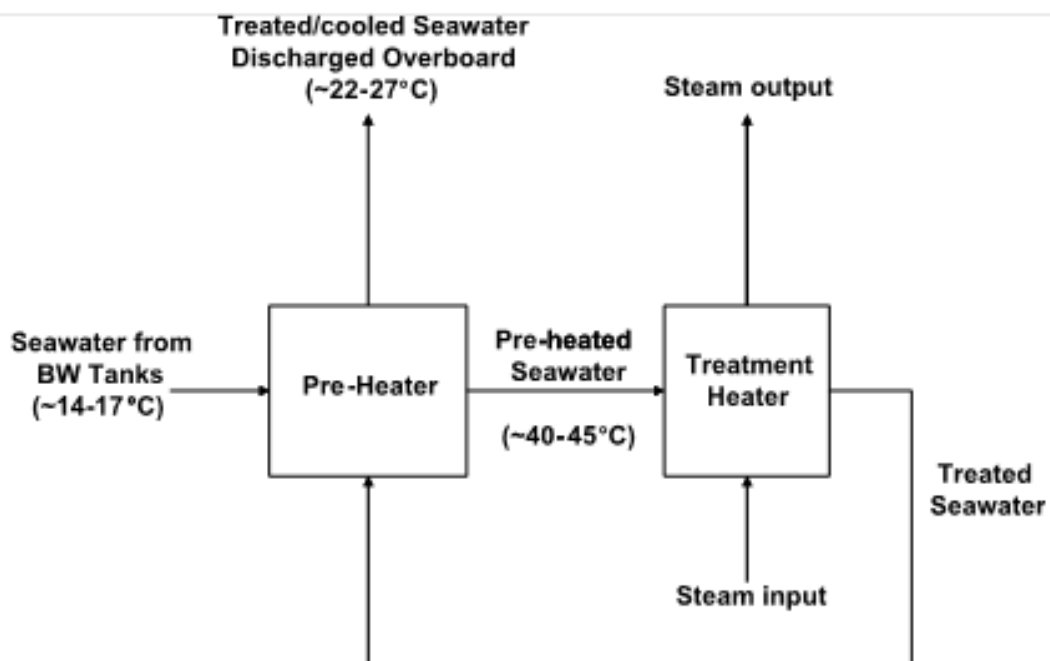 Treated/cooled Seawater
Discharged Overboard
(~22-27°C)
Steam output
Seawater from
BW Tanks
(~14-17°C)
Pre-Heater
Pre-heated
Seawater
(~40-45°C)
Treatment
Heater
Treated
Seawater
Steam input